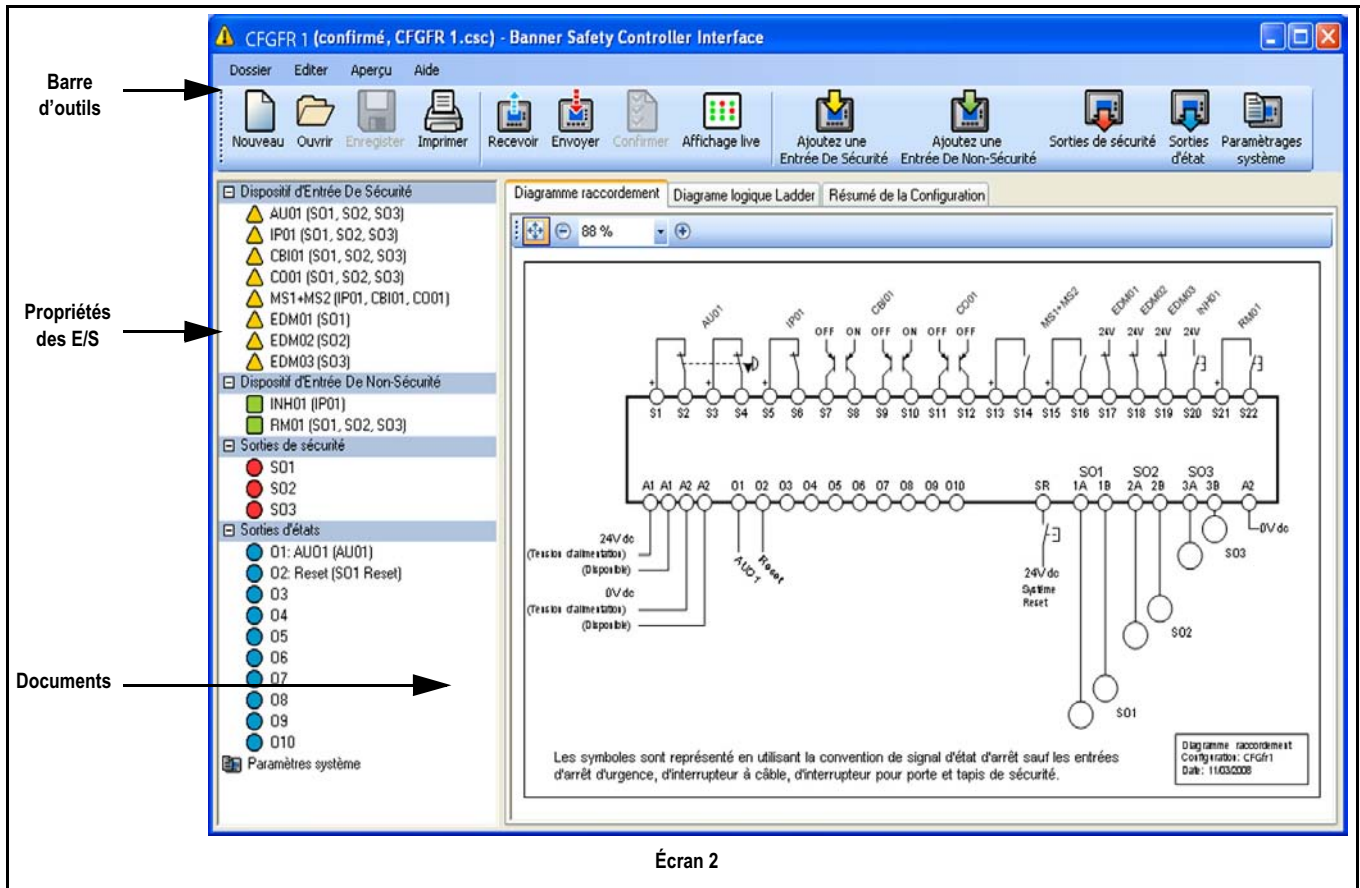 CFGFR 1 (confirmé, CFGFR 1.csc) - Banner Safety Controller Interface
Dossier Editer Aperçu Aide
Barre
d'outils
Nouveau Ouvrir Enregister Imprimer Recevoir Envoyer Confirmer Affichage live
Ajoutez une
Entrée De Sécurité
Ajoutez une
Entrée De Non-Sécurité
Sorties de sécurité
Sorties
d'état
Paramètrages
système
Propriétés
des E/S
Documents
Dispositif d'Entrée De Sécurité
AU01 (SO1, SO2, SO3)
IP01 (SO1, SO2, SO3)
CBI01 (SO1, SO2, SO3)
CO01 (SO1, SO2, SO3)
MS1+MS2 (IP01, CBI01, CO01)
EDM01 (SO1)
EDM02 (SO2)
EDM03 (SO3)
Dispositif d'Entrée De Non-Sécurité
INH01 (IP01)
RM01 (SO1, SO2, SO3)
Sorties de sécurité
SO1
SO2
SO3
Sorties d'états
O1: AU01 (AU01)
O2: Reset (SO1 Reset)
O3
O4
O5
O6
O7
O8
O9
O10
Paramètres système
Diagramme raccordement Diagrame logique Ladder Résumé de la Configuration
88 %
AU01 IP01 CBI01 CO01 MS1+MS2 EDM01 EDM02 EDM03 INH01 RM01
OFF ON OFF ON OFF OFF 24V 24V 24V 24V
+ + + + + +
S1 S2 S3 S4 S5 S6 S7 S8 S9 S10 S11 S12 S13 S14 S15 S16 S17 S18 S19 S20 S21 S22
SO1 SO2 SO3
A1 A1 A2 A2 O1 O2 O3 O4 O5 O6 O7 O8 O9 O10 SR 1A 1B 2A 2B 3A 3B A2
24V dc
(Tension d'alimentation)
(Disponible)
0V dc
(Tension d'alimentation)
(Disponible)
AU01
Reset
24V dc
Système
Reset
0V dc
SO3
SO2
SO1
Les symboles sont représenté en utilisant la convention de signal d'état d'arrêt sauf les entrées
d'arrêt d'urgence, d'interrupteur à câble, d'interrupteur pour porte et tapis de sécurité.
Diagramme raccordement
Configuration: CFGfr1
Date: 11/03/2008
Écran 2